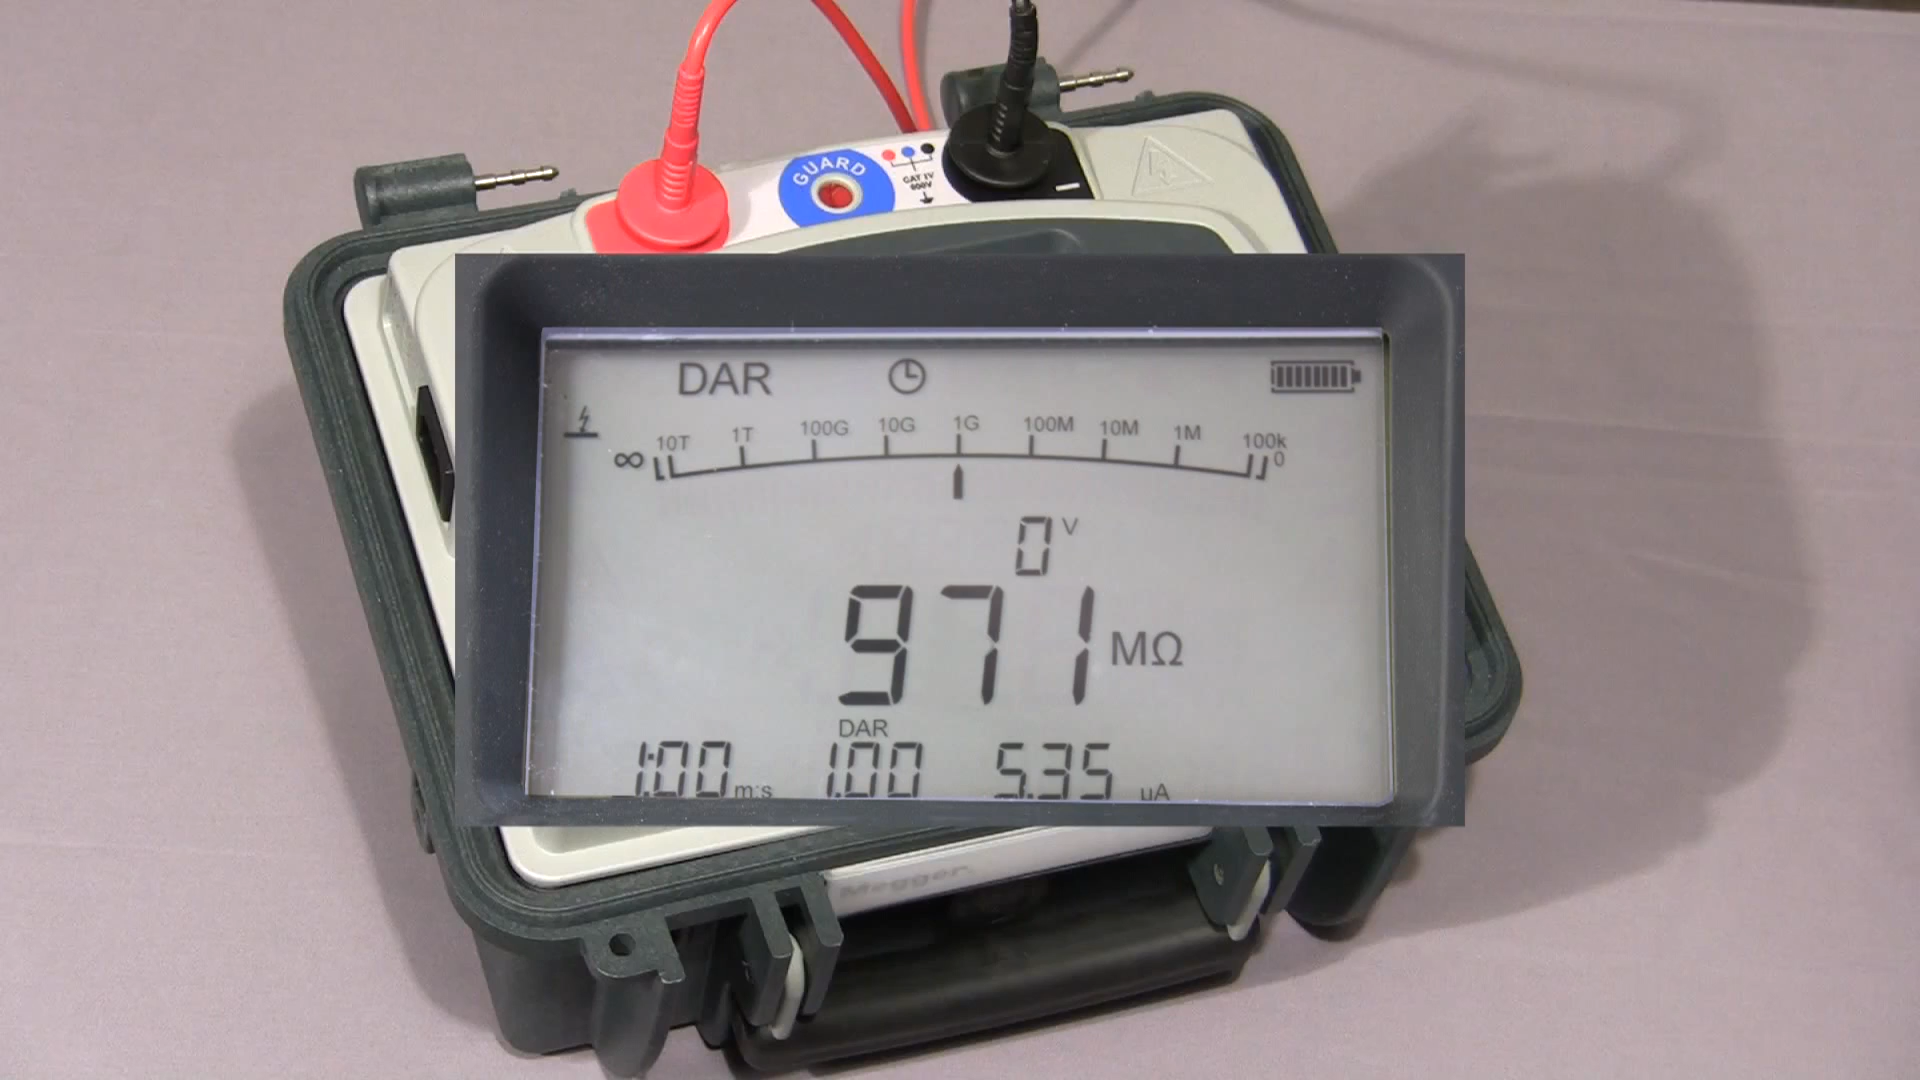 GUARD
CAT IV
600V
DAR
10T 1T 100G 10G 1G 100M 10M 1M 100k
∞ 0
0 V
971 MΩ
DAR
1:00 m:s 1.00 5.35 µA
Megger.